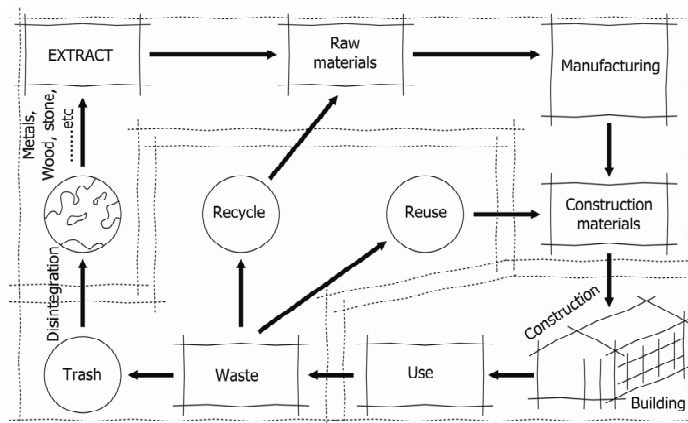 EXTRACT
Raw
materials
Manufacturing
Metals,
Wood, stone,
......etc
Recycle
Reuse
Construction
materials
Disintegration
Construction
Trash
Waste
Use
Building